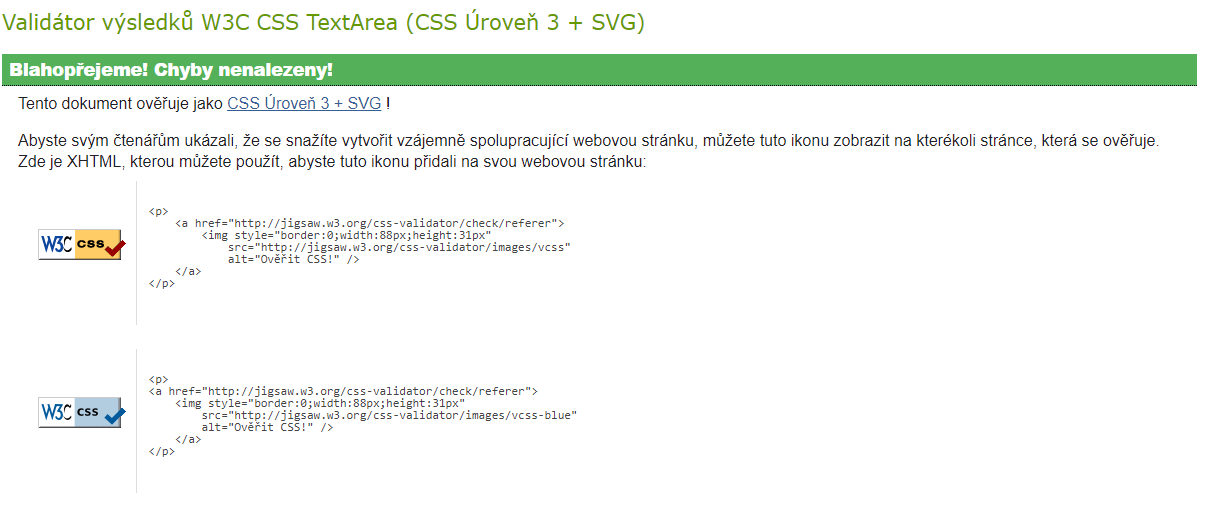 Validátor výsledků W3C CSS TextArea (CSS Úroveň 3 + SVG)
Blahopřejeme! Chyby nenalezeny!
Tento dokument ověřuje jako CSS Úroveň 3 + SVG !
Abyste svým čtenářům ukázali, že se snažíte vytvořit vzájemně spolupracující webovou stránku, můžete tuto ikonu zobrazit na kterékoli stránce, která se ověřuje.
Zde je XHTML, kterou můžete použít, abyste tuto ikonu přidali na svou webovou stránku:
W3C css
<p>
<a href="http://jigsaw.w3.org/css-validator/check/referer">
<img style="border:0;width:88px;height:31px"
src="http://jigsaw.w3.org/css-validator/images/vcss"
alt="Ověřit CSS!" />
</a>
</p>
W3C css
<p>
<a href="http://jigsaw.w3.org/css-validator/check/referer">
<img style="border:0;width:88px;height:31px"
src="http://jigsaw.w3.org/css-validator/images/vcss-blue"
alt="Ověřit CSS!" />
</a>
</p>